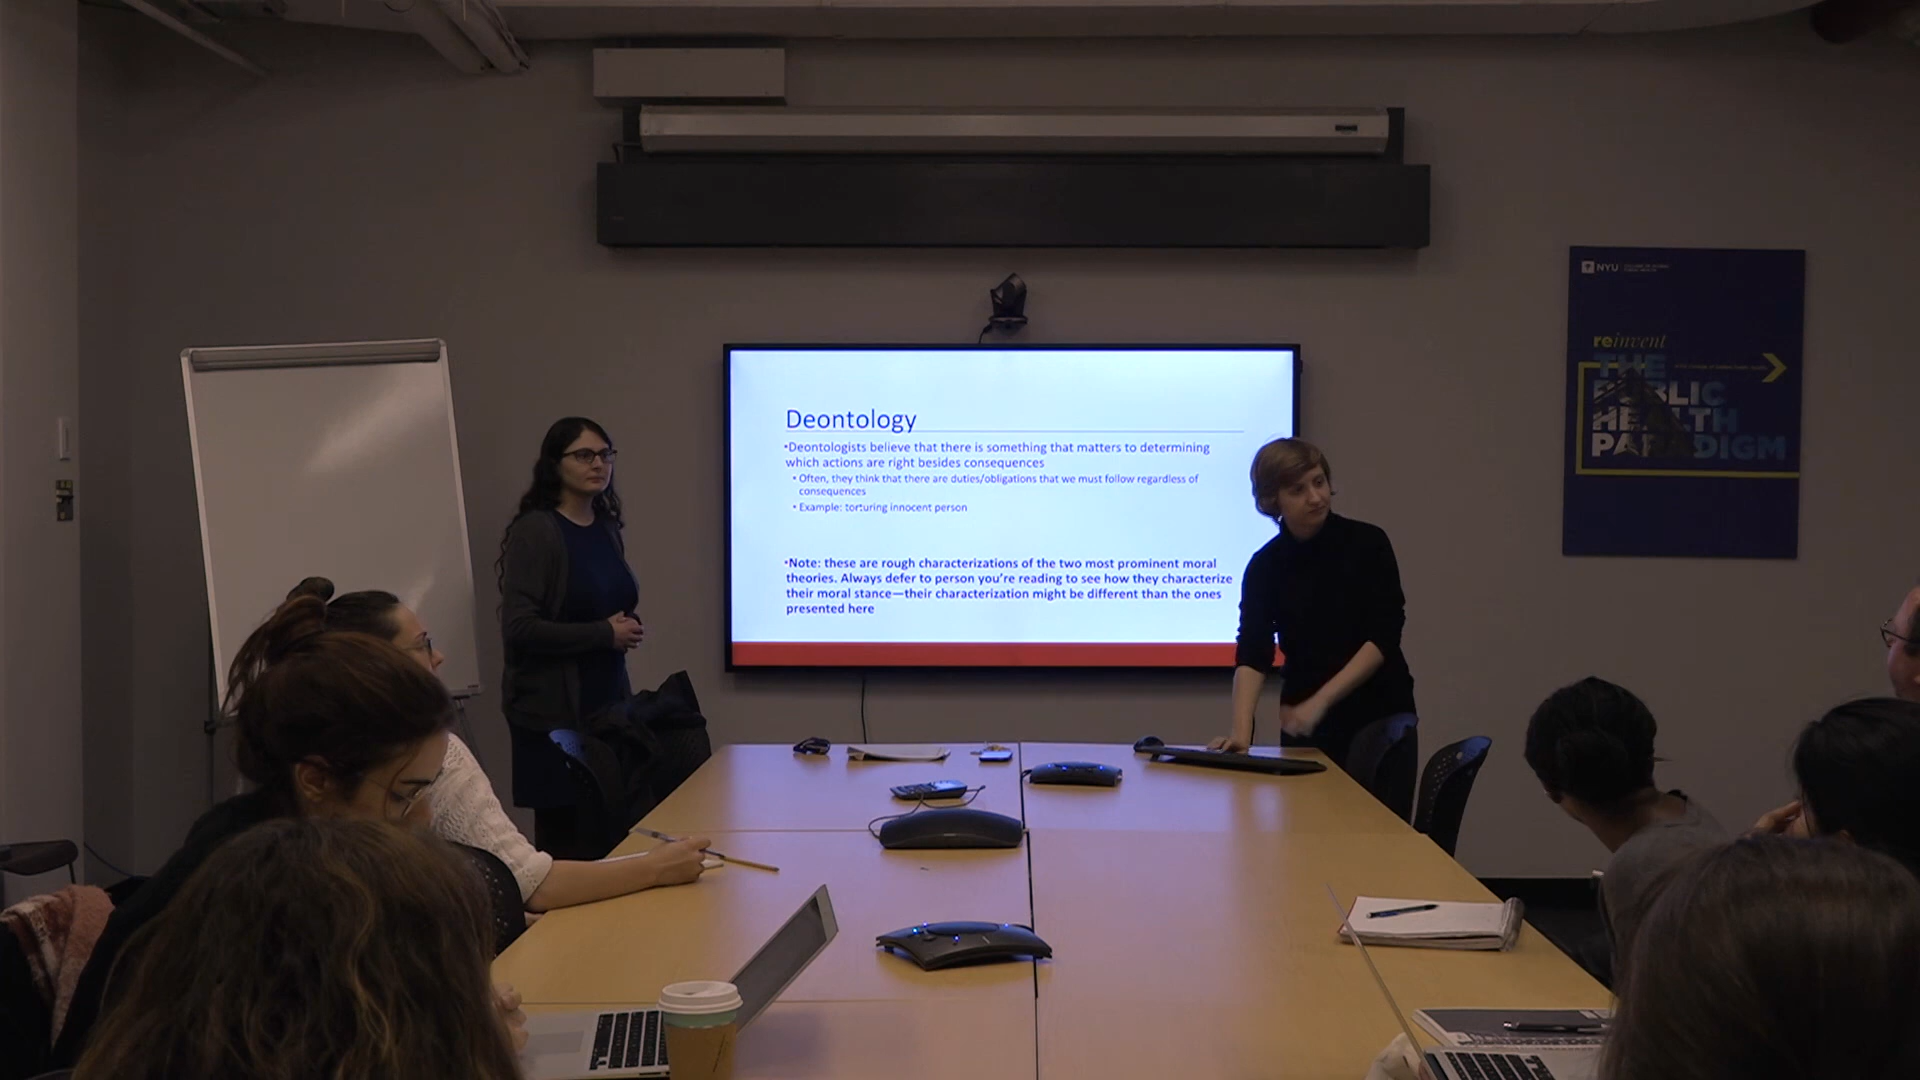 Deontology
•Deontologists believe that there is something that matters to determining
which actions are right besides consequences
• Often, they think that there are duties/obligations that we must follow regardless of
consequences
• Example: torturing innocent person
•Note: these are rough characterizations of the two most prominent moral
theories. Always defer to person you're reading to see how they characterize
their moral stance—their characterization might be different than the ones
presented here
NYU
reinvent
THE
PUBLIC
HEALTH
PARADIGM